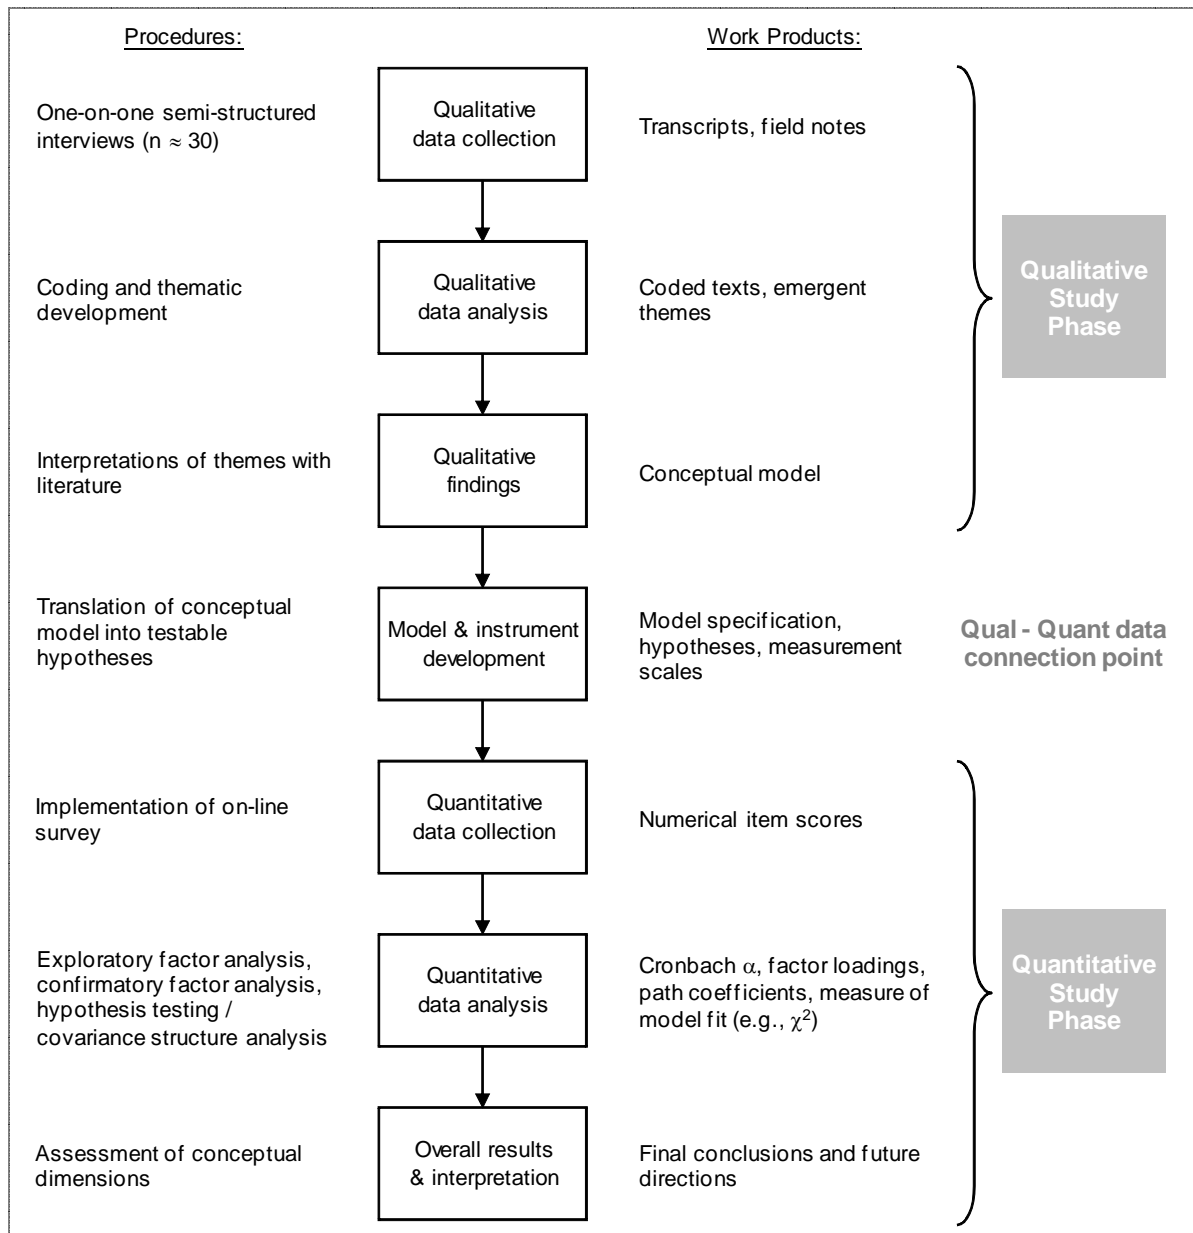 Procedures:
Work Products:
One-on-one semi-structured
interviews (n ≈ 30)
Qualitative
data collection
Transcripts, field notes
Coding and thematic
development
Qualitative
data analysis
Coded texts, emergent
themes
Qualitative
Study
Phase
Interpretations of themes with
literature
Qualitative
findings
Conceptual model
Translation of conceptual
model into testable
hypotheses
Model & instrument
development
Model specification,
hypotheses, measurement
scales
Qual - Quant data
connection point
Implementation of on-line
survey
Quantitative
data collection
Numerical item scores
Exploratory factor analysis,
confirmatory factor analysis,
hypothesis testing /
covariance structure analysis
Quantitative
data analysis
Cronbach α, factor loadings,
path coefficients, measure of
model fit (e.g., χ²)
Quantitative
Study
Phase
Assessment of conceptual
dimensions
Overall results
& interpretation
Final conclusions and future
directions